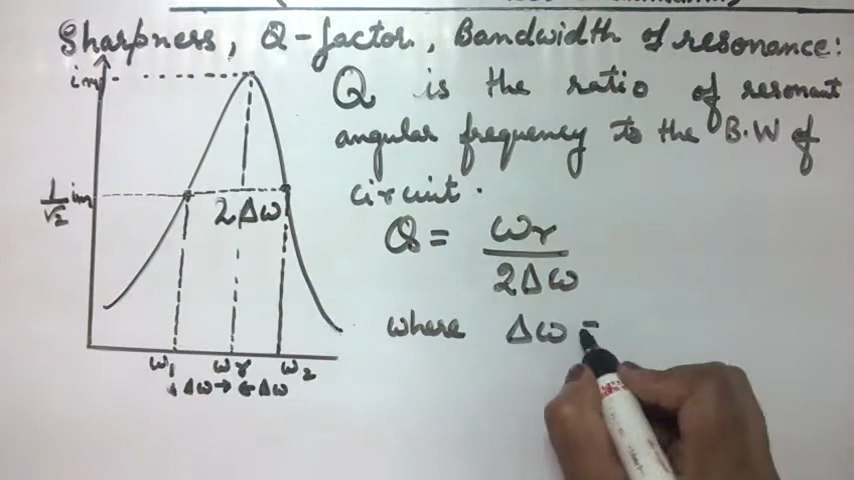 Sharpness, Q-factor, Bandwidth of resonance:
im
Q is the ratio of resonant
angular frequency to the B.W of
circuit.
1/√2 im
2Δω
Q = ωr / 2Δω
where Δω =
ω1 ωr ω2
Δω → ← Δω